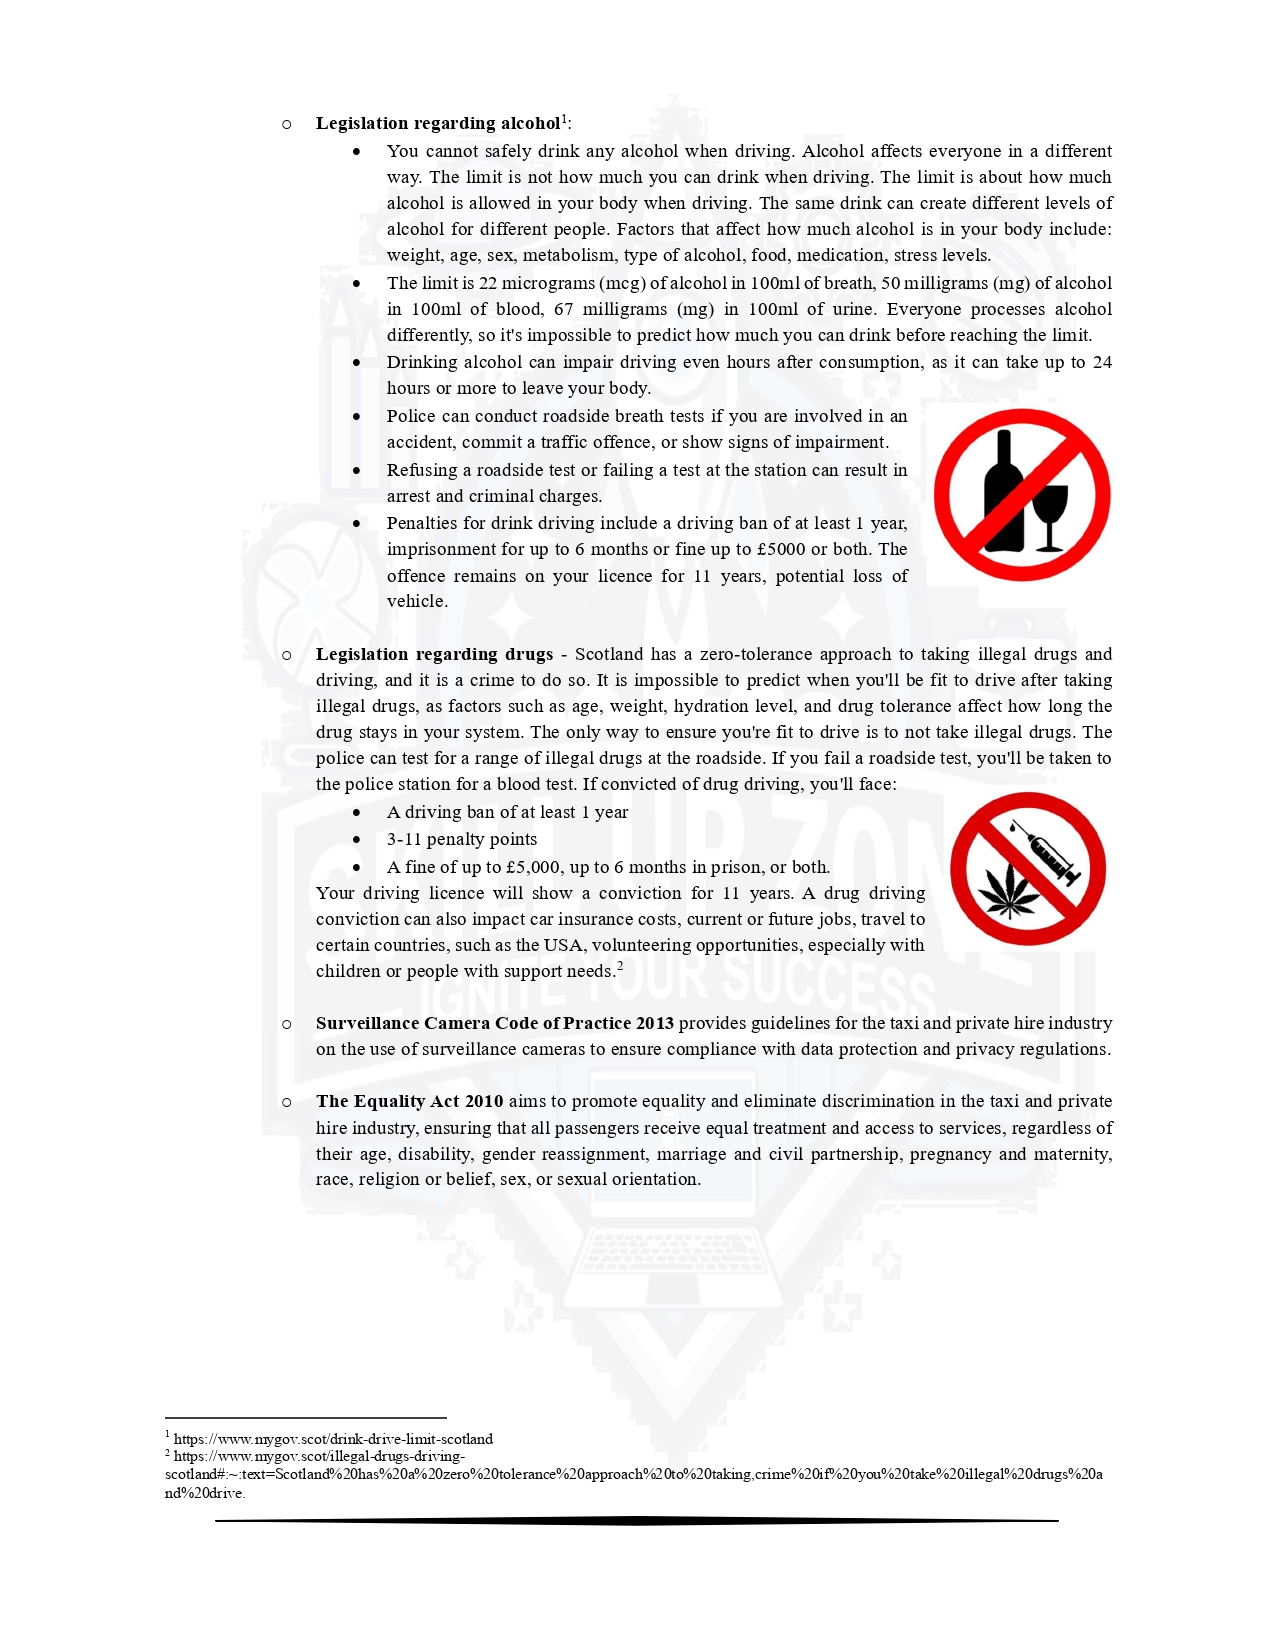 o Legislation regarding alcohol1:
• You cannot safely drink any alcohol when driving. Alcohol affects everyone in a different
way. The limit is not how much you can drink when driving. The limit is about how much
alcohol is allowed in your body when driving. The same drink can create different levels of
alcohol for different people. Factors that affect how much alcohol is in your body include:
weight, age, sex, metabolism, type of alcohol, food, medication, stress levels.
• The limit is 22 micrograms (mcg) of alcohol in 100ml of breath, 50 milligrams (mg) of alcohol
in 100ml of blood, 67 milligrams (mg) in 100ml of urine. Everyone processes alcohol
differently, so it's impossible to predict how much you can drink before reaching the limit.
• Drinking alcohol can impair driving even hours after consumption, as it can take up to 24
hours or more to leave your body.
• Police can conduct roadside breath tests if you are involved in an
accident, commit a traffic offence, or show signs of impairment.
• Refusing a roadside test or failing a test at the station can result in
arrest and criminal charges.
• Penalties for drink driving include a driving ban of at least 1 year,
imprisonment for up to 6 months or fine up to £5000 or both. The
offence remains on your licence for 11 years, potential loss of
vehicle.
o Legislation regarding drugs - Scotland has a zero-tolerance approach to taking illegal drugs and
driving, and it is a crime to do so. It is impossible to predict when you'll be fit to drive after taking
illegal drugs, as factors such as age, weight, hydration level, and drug tolerance affect how long the
drug stays in your system. The only way to ensure you're fit to drive is to not take illegal drugs. The
police can test for a range of illegal drugs at the roadside. If you fail a roadside test, you'll be taken to
the police station for a blood test. If convicted of drug driving, you'll face:
• A driving ban of at least 1 year
• 3-11 penalty points
• A fine of up to £5,000, up to 6 months in prison, or both.
Your driving licence will show a conviction for 11 years. A drug driving
conviction can also impact car insurance costs, current or future jobs, travel to
certain countries, such as the USA, volunteering opportunities, especially with
children or people with support needs.2
SKILL UP ZONE
IGNITE YOUR SUCCESS
o Surveillance Camera Code of Practice 2013 provides guidelines for the taxi and private hire industry
on the use of surveillance cameras to ensure compliance with data protection and privacy regulations.
o The Equality Act 2010 aims to promote equality and eliminate discrimination in the taxi and private
hire industry, ensuring that all passengers receive equal treatment and access to services, regardless of
their age, disability, gender reassignment, marriage and civil partnership, pregnancy and maternity,
race, religion or belief, sex, or sexual orientation.
1 https://www.mygov.scot/drink-drive-limit-scotland
2 https://www.mygov.scot/illegal-drugs-driving-
scotland#:~:text=Scotland%20has%20a%20zero%20tolerance%20approach%20to%20taking,crime%20if%20you%20take%20illegal%20drugs%20a
nd%20drive.